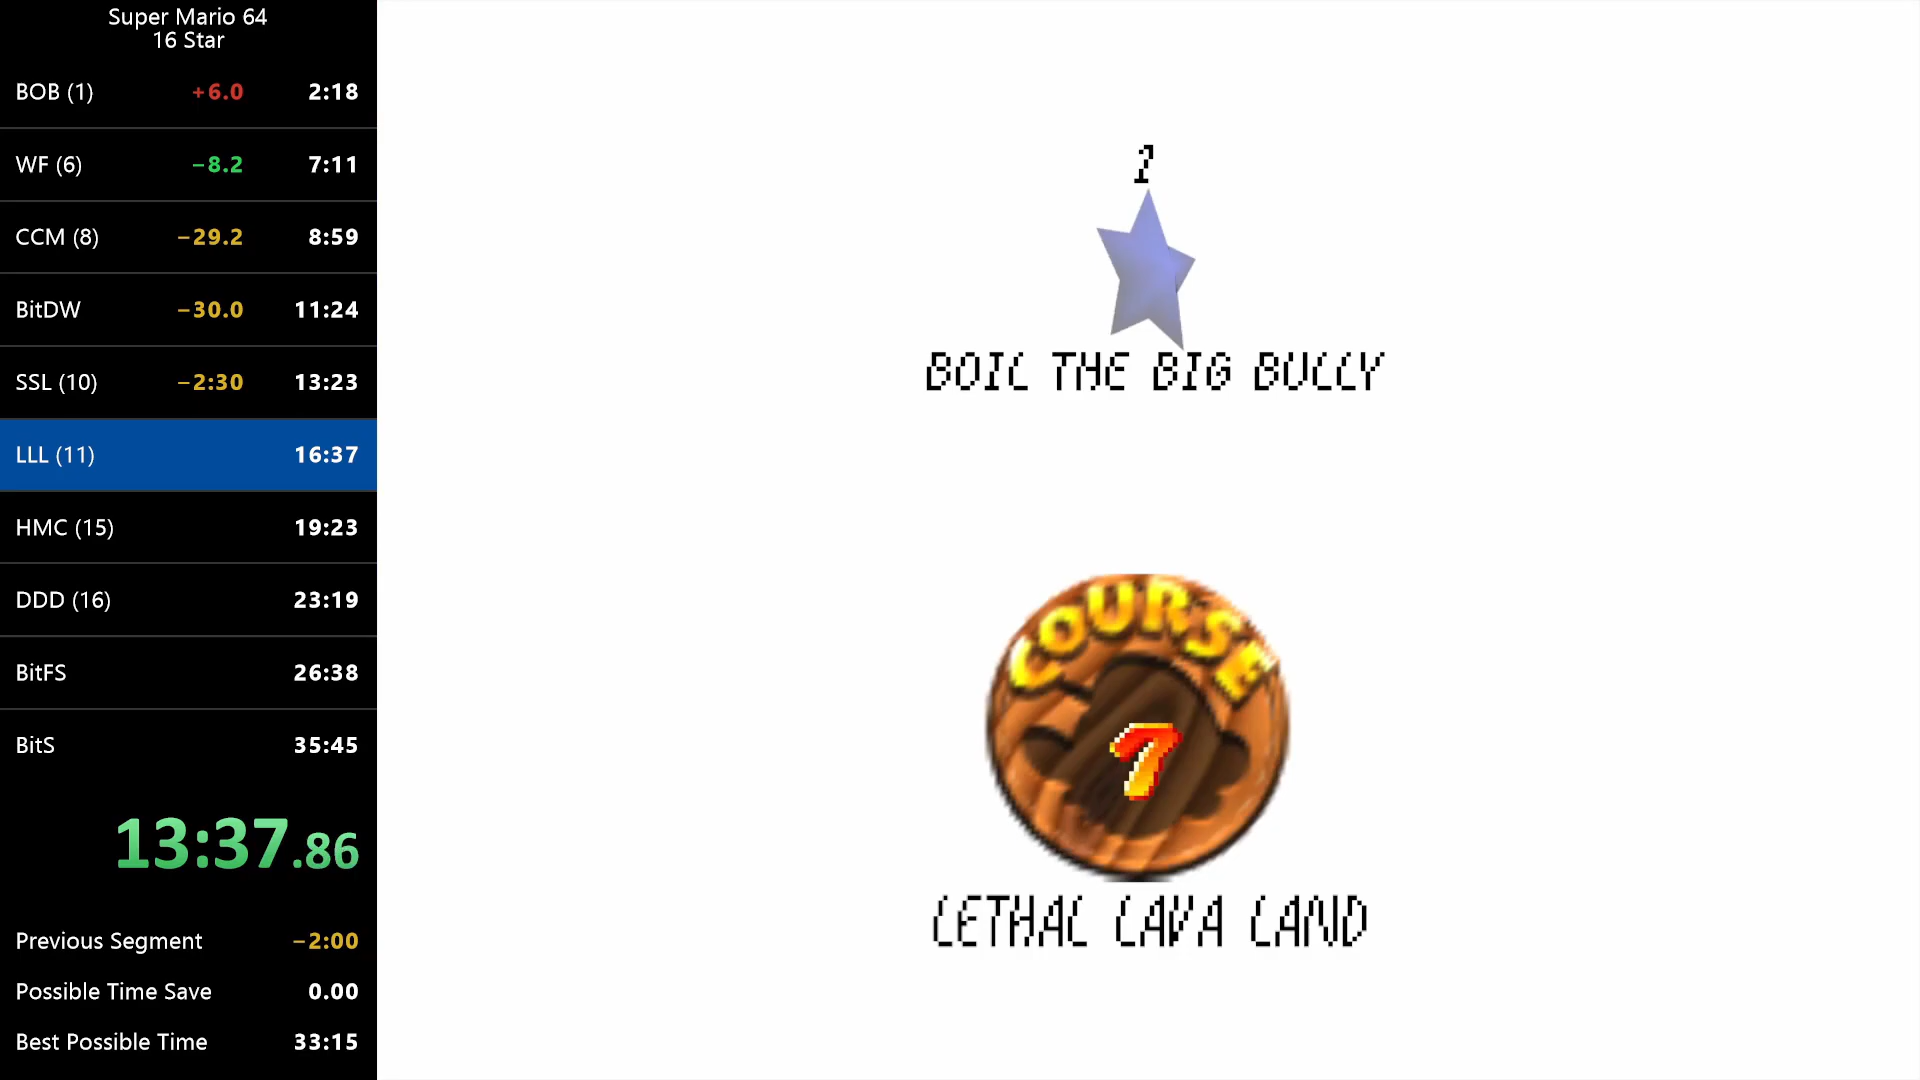 Super Mario 64
16 Star
BOB (1) +6.0 2:18
WF (6) −8.2 7:11
CCM (8) −29.2 8:59
BitDW −30.0 11:24
SSL (10) −2:30 13:23
LLL (11) 16:37
HMC (15) 19:23
DDD (16) 23:19
BitFS 26:38
BitS 35:45
13:37.86
Previous Segment −2:00
Possible Time Save 0.00
Best Possible Time 33:15
2
BOIL THE BIG BULLY
COURSE
7
LETHAL LAVA LAND